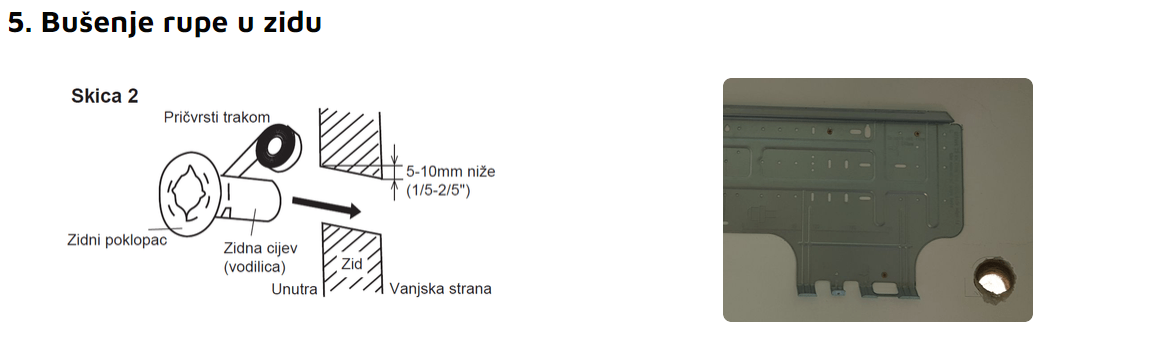 5. Bušenje rupe u zidu
Skica 2
Pričvrsti trakom
5-10mm niže
(1/5-2/5")
Zidni poklopac
Zidna cijev
(vodilica)
Zid
Unutra
Vanjska strana